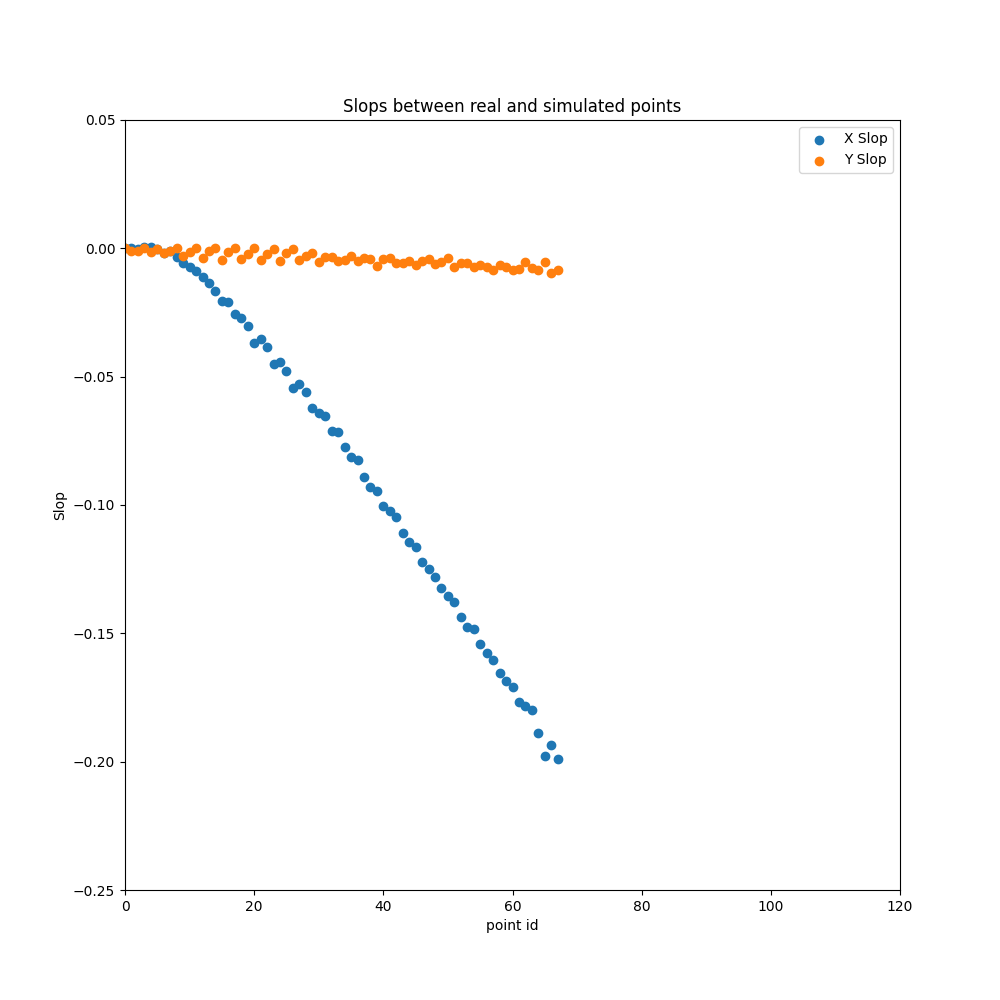 Slops between real and simulated points
X Slop
Y Slop
0.05
0.00
−0.05
−0.10
−0.15
−0.20
−0.25
Slop
0 20 40 60 80 100 120
point id